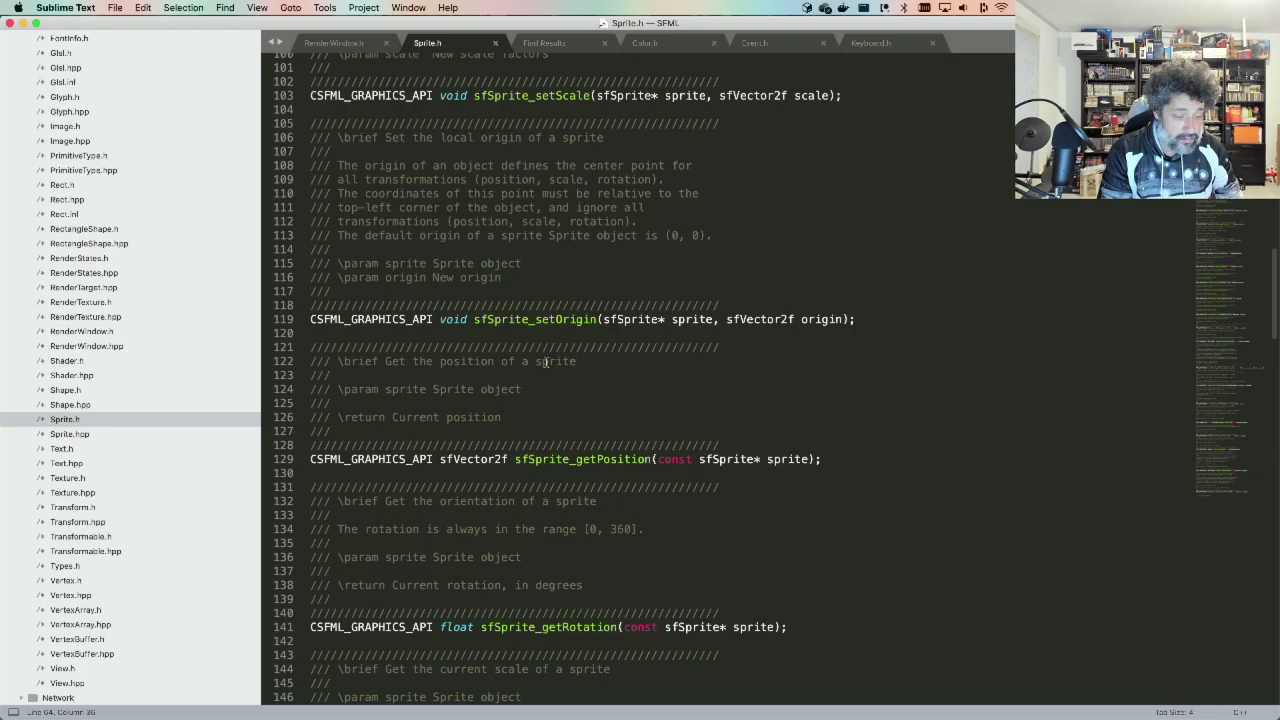 Sublime Text File Edit Selection Find View Goto Tools Project Window Help
Sprite.h — SFML
FontInfo.h
Glsl.h
Glsl.hpp
Glsl.inl
Glyph.h
Glyph.hpp
Image.h
Image.hpp
PrimitiveType.h
PrimitiveType.hpp
Rect.h
Rect.hpp
Rect.inl
RectangleShape.h
RectangleShape.hpp
RenderStates.h
RenderStates.hpp
RenderTarget.hpp
RenderTexture.h
RenderTexture.hpp
RenderWindow.h
RenderWindow.hpp
Shader.h
Shader.hpp
Shape.h
Shape.hpp
Sprite.h
Sprite.hpp
Text.h
Text.hpp
Texture.h
Texture.hpp
Transform.h
Transform.hpp
Transformable.h
Transformable.hpp
Types.h
Vertex.h
Vertex.hpp
VertexArray.h
VertexArray.hpp
VertexBuffer.h
VertexBuffer.hpp
View.h
View.hpp
Network
RenderWindow.h Sprite.h Find Results Color.h Event.h Keyboard.h
100 /// \param scale New scale factors
101 ///
102 ////////////////////////////////////////////////////////////
103 CSFML_GRAPHICS_API void sfSprite_setScale(sfSprite* sprite, sfVector2f scale);
104
105 ////////////////////////////////////////////////////////////
106 /// \brief Set the local origin of a sprite
107 ///
108 /// The origin of an object defines the center point for
109 /// all transformations (position, scale, rotation).
110 /// The coordinates of this point must be relative to the
111 /// top-left corner of the object, and ignore all
112 /// transformations (position, scale, rotation).
113 /// The default origin of a sprite Sprite object is (0, 0).
114 ///
115 /// \param sprite Sprite object
116 /// \param origin New origin
117 ///
118 ////////////////////////////////////////////////////////////
119 CSFML_GRAPHICS_API void sfSprite_setOrigin(sfSprite* sprite, sfVector2f origin);
120
121 ////////////////////////////////////////////////////////////
122 /// \brief Get the position of a sprite
123 ///
124 /// \param sprite Sprite object
125 ///
126 /// \return Current position
127 ///
128 ////////////////////////////////////////////////////////////
129 CSFML_GRAPHICS_API sfVector2f sfSprite_getPosition(const sfSprite* sprite);
130
131 ////////////////////////////////////////////////////////////
132 /// \brief Get the orientation of a sprite
133 ///
134 /// The rotation is always in the range [0, 360].
135 ///
136 /// \param sprite Sprite object
137 ///
138 /// \return Current rotation, in degrees
139 ///
140 ////////////////////////////////////////////////////////////
141 CSFML_GRAPHICS_API float sfSprite_getRotation(const sfSprite* sprite);
142
143 ////////////////////////////////////////////////////////////
144 /// \brief Get the current scale of a sprite
145 ///
146 /// \param sprite Sprite object
Line 64, Column 36
Tab Size: 4 C++